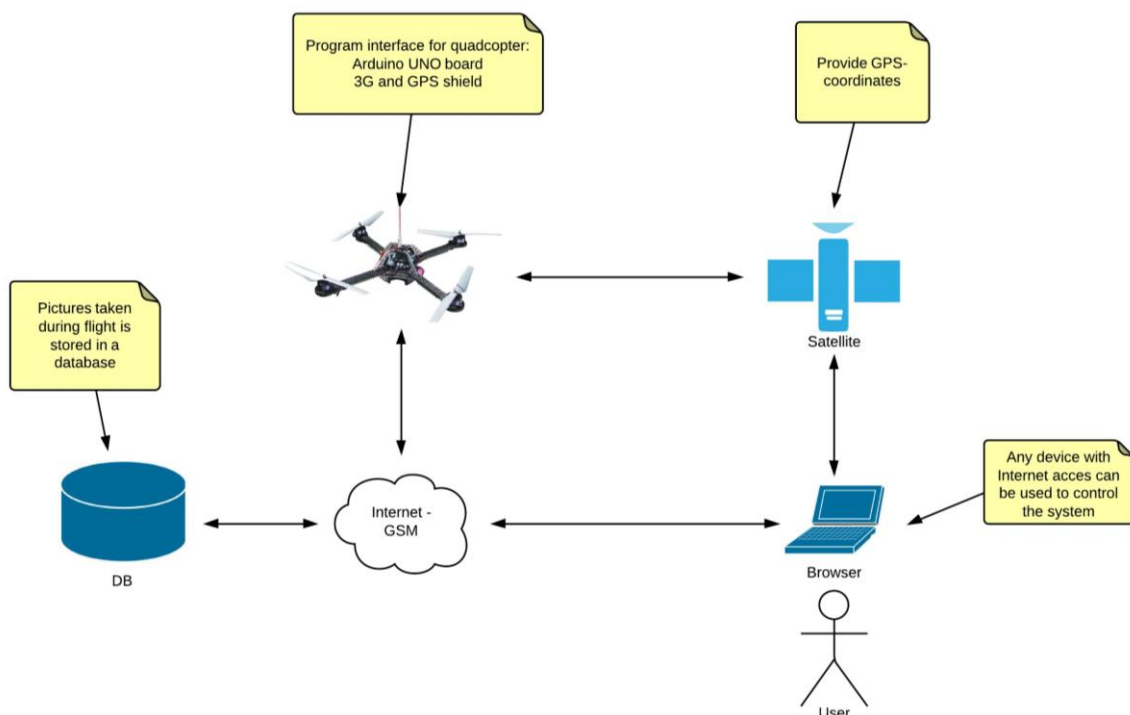 Program interface for quadcopter:
Arduino UNO board
3G and GPS shield
Provide GPS-
coordinates
Pictures taken
during flight is
stored in a
database
Satellite
Any device with
Internet acces can
be used to control
the system
Internet -
GSM
DB
Browser
User